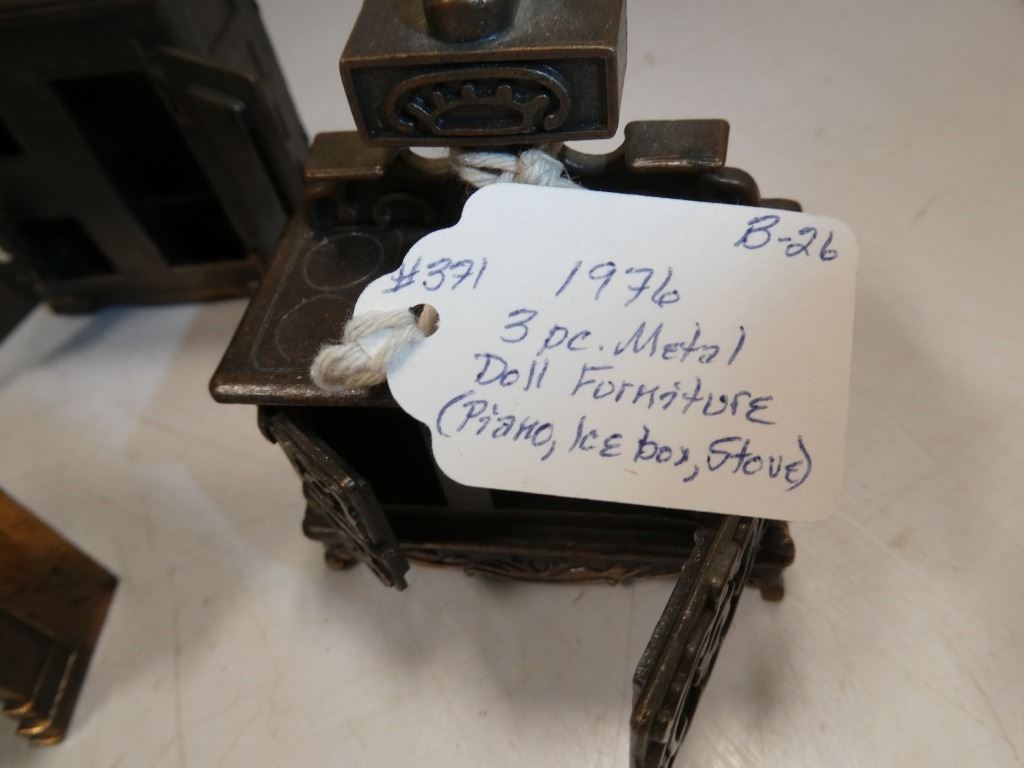 B-26
#371 1976
3 pc. Metal
Doll Furniture
(Piano, Ice box, Stove)